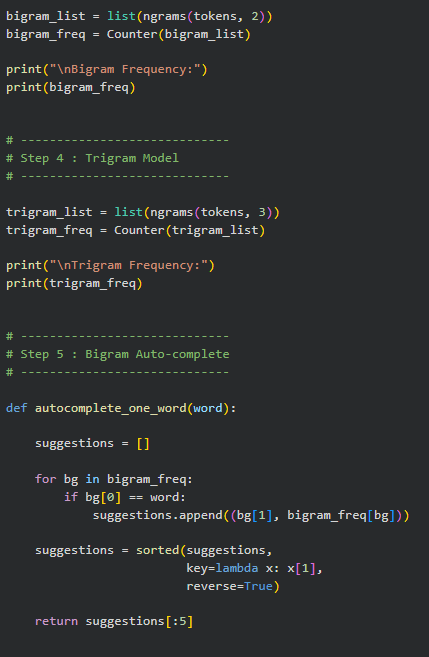 bigram_list = list(ngrams(tokens, 2))
bigram_freq = Counter(bigram_list)

print("\nBigram Frequency:")
print(bigram_freq)


# -----------------------------
# Step 4 : Trigram Model
# -----------------------------

trigram_list = list(ngrams(tokens, 3))
trigram_freq = Counter(trigram_list)

print("\nTrigram Frequency:")
print(trigram_freq)


# -----------------------------
# Step 5 : Bigram Auto-complete
# -----------------------------

def autocomplete_one_word(word):

    suggestions = []

    for bg in bigram_freq:
        if bg[0] == word:
            suggestions.append((bg[1], bigram_freq[bg]))

    suggestions = sorted(suggestions,
                         key=lambda x: x[1],
                         reverse=True)

    return suggestions[:5]